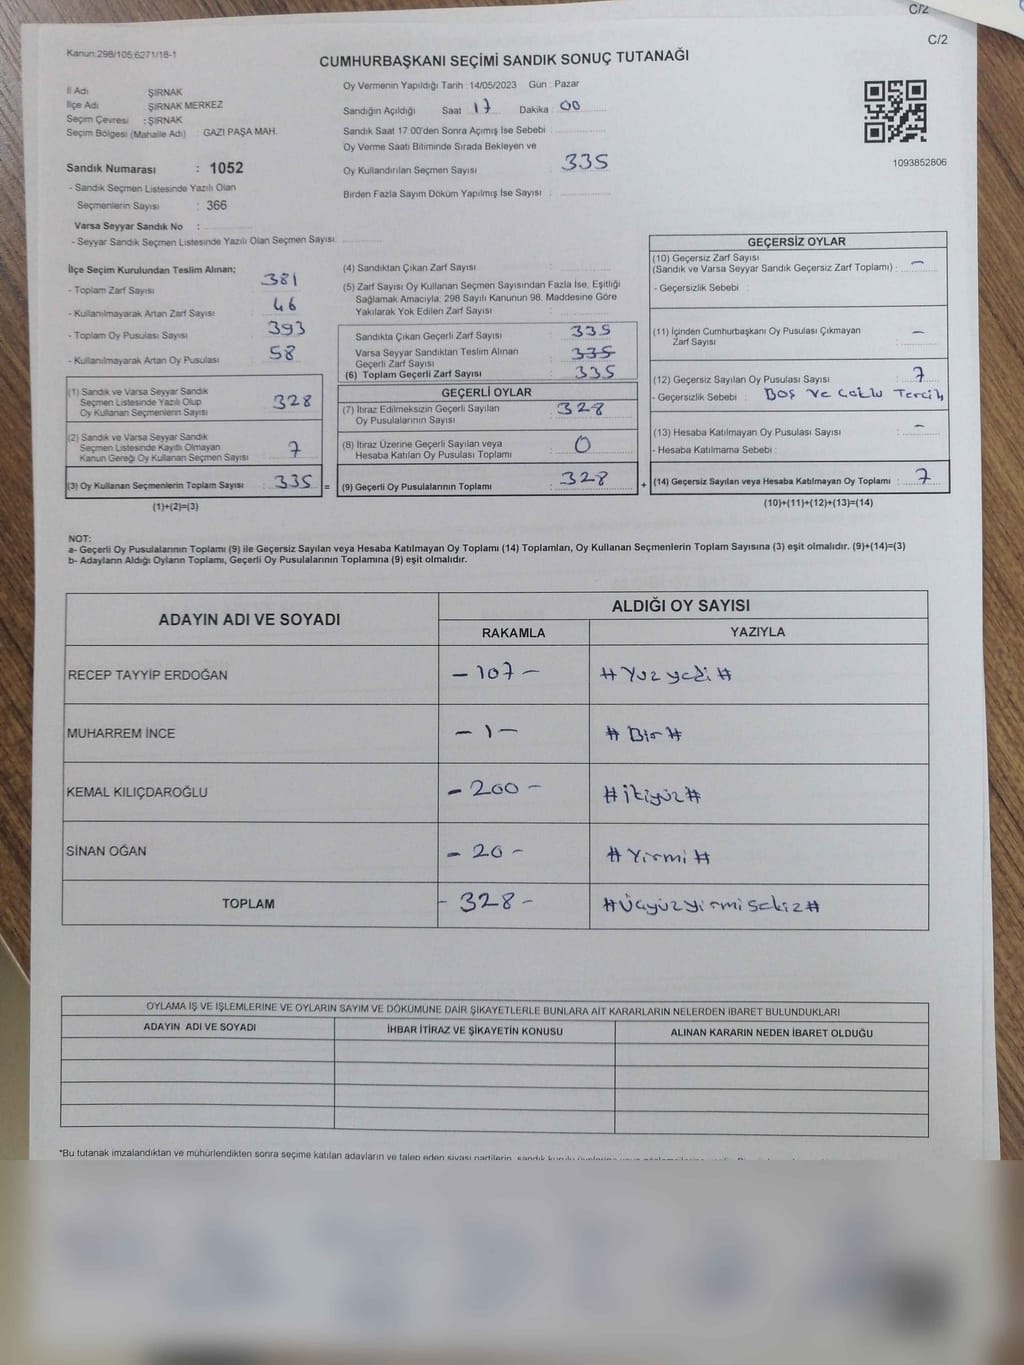 C/2
C/2
Kanun:298/105,6271/18-1
CUMHURBAŞKANI SEÇİMİ SANDIK SONUÇ TUTANAĞI
İl Adı : ŞIRNAK
İlçe Adı : ŞIRNAK MERKEZ
Seçim Çevresi : ŞIRNAK
Seçim Bölgesi (Mahalle Adı) : GAZİ PAŞA MAH.
Sandık Numarası : 1052
- Sandık Seçmen Listesinde Yazılı Olan
Seçmenlerin Sayısı : 366
Varsa Seyyar Sandık No :
- Seyyar Sandık Seçmen Listesinde Yazılı Olan Seçmen Sayısı:
Oy Vermenin Yapıldığı Tarih : 14/05/2023 Gün : Pazar
Sandığın Açıldığı Saat 17 Dakika 00
Sandık Saat 17.00'den Sonra Açımış İse Sebebi :
Oy Verme Saati Bitiminde Sırada Bekleyen ve
Oy Kullandırılan Seçmen Sayısı : 335
Birden Fazla Sayım Döküm Yapılmış İse Sayısı :
1093852806
İlçe Seçim Kurulundan Teslim Alınan;
- Toplam Zarf Sayısı : 381
- Kullanılmayarak Artan Zarf Sayısı : 46
- Toplam Oy Pusulası Sayısı : 393
- Kullanılmayarak Artan Oy Pusulası : 58
(1) Sandık ve Varsa Seyyar Sandık
Seçmen Listesinde Yazılı Olup
Oy Kullanan Seçmenlerin Sayısı : 328
(2) Sandık ve Varsa Seyyar Sandık
Seçmen Listesinde Kayıtlı Olmayan
Kanun Gereği Oy Kullanan Seçmen Sayısı : 7
(3) Oy Kullanan Seçmenlerin Toplam Sayısı : 335 =
(1)+(2)=(3)
(4) Sandıktan Çıkan Zarf Sayısı :
(5) Zarf Sayısı Oy Kullanan Seçmen Sayısından Fazla İse, Eşitliği
Sağlamak Amacıyla, 298 Sayılı Kanunun 98. Maddesine Göre
Yakılarak Yok Edilen Zarf Sayısı :
Sandıkta Çıkan Geçerli Zarf Sayısı : 335
Varsa Seyyar Sandıktan Teslim Alınan
Geçerli Zarf Sayısı : 335
(6) Toplam Geçerli Zarf Sayısı : 335
GEÇERLİ OYLAR
(7) İtiraz Edilmeksizin Geçerli Sayılan
Oy Pusulalarının Sayısı : 328
(8) İtiraz Üzerine Geçerli Sayılan veya
Hesaba Katılan Oy Pusulası Toplamı : 0
(9) Geçerli Oy Pusulalarının Toplamı : 328 +
GEÇERSİZ OYLAR
(10) Geçersiz Zarf Sayısı
(Sandık ve Varsa Seyyar Sandık Geçersiz Zarf Toplamı) : –
- Geçersizlik Sebebi :
(11) İçinden Cumhurbaşkanı Oy Pusulası Çıkmayan
Zarf Sayısı : –
(12) Geçersiz Sayılan Oy Pusulası Sayısı : 7
- Geçersizlik Sebebi : Boş ve Çoklu Tercih
(13) Hesaba Katılmayan Oy Pusulası Sayısı : –
- Hesaba Katılmama Sebebi :
(14) Geçersiz Sayılan veya Hesaba Katılmayan Oy Toplamı : 7
(10)+(11)+(12)+(13)=(14)
NOT:
a- Geçerli Oy Pusulalarının Toplamı (9) ile Geçersiz Sayılan veya Hesaba Katılmayan Oy Toplamı (14) Toplamları, Oy Kullanan Seçmenlerin Toplam Sayısına (3) eşit olmalıdır. (9)+(14)=(3)
b- Adayların Aldığı Oyların Toplamı, Geçerli Oy Pusulalarının Toplamına (9) eşit olmalıdır.
ADAYIN ADI VE SOYADI
ALDIĞI OY SAYISI
RAKAMLA YAZIYLA
RECEP TAYYİP ERDOĞAN – 107 – # Yüz yedi #
MUHARREM İNCE – 1 – # Bir #
KEMAL KILIÇDAROĞLU – 200 – # İkiyüz #
SİNAN OĞAN – 20 – # Yirmi #
TOPLAM – 328 – # Üçyüzyirmi Sekiz #
OYLAMA İŞ VE İŞLEMLERİNE VE OYLARIN SAYIM VE DÖKÜMÜNE DAİR ŞİKAYETLERLE BUNLARA AİT KARARLARIN NELERDEN İBARET BULUNDUKLARI
ADAYIN ADI VE SOYADI İHBAR İTİRAZ VE ŞİKAYETİN KONUSU ALINAN KARARIN NEDEN İBARET OLDUĞU
*Bu tutanak imzalandıktan ve mühürlendikten sonra seçime katılan adayların ve talep eden siyasi partilerin, sandık kurulu